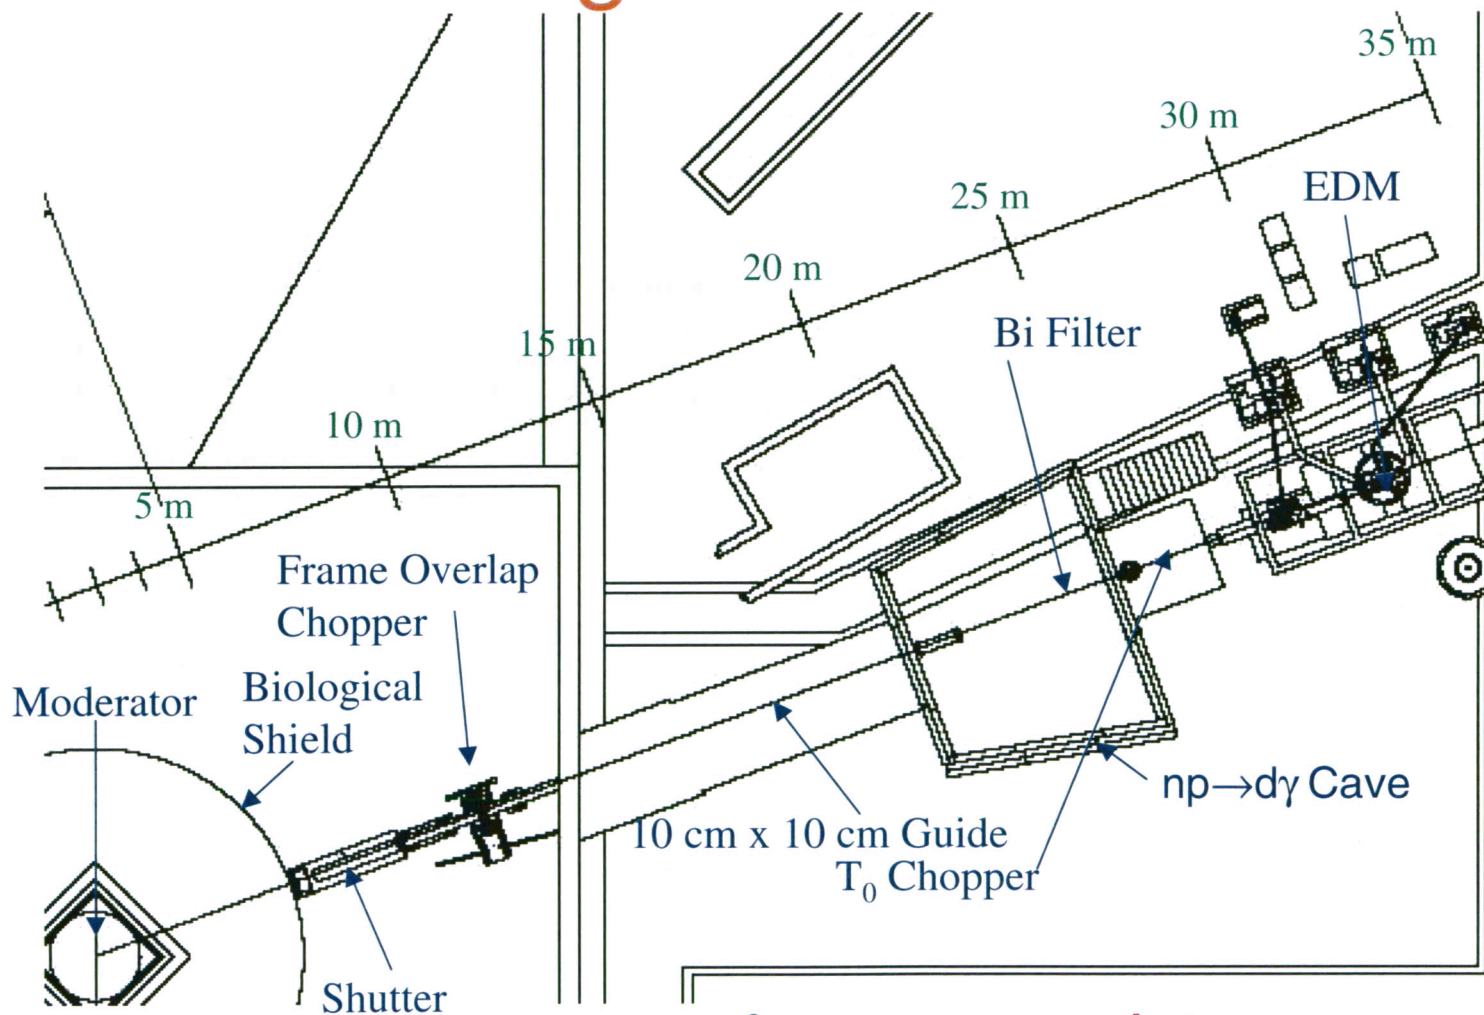 35 m
30 m
EDM
25 m
20 m
Bi Filter
15 m
10 m
5 m
Frame Overlap
Chopper
Biological
Shield
Moderator
np→dγ Cave
10 cm x 10 cm Guide
T₀ Chopper
Shutter